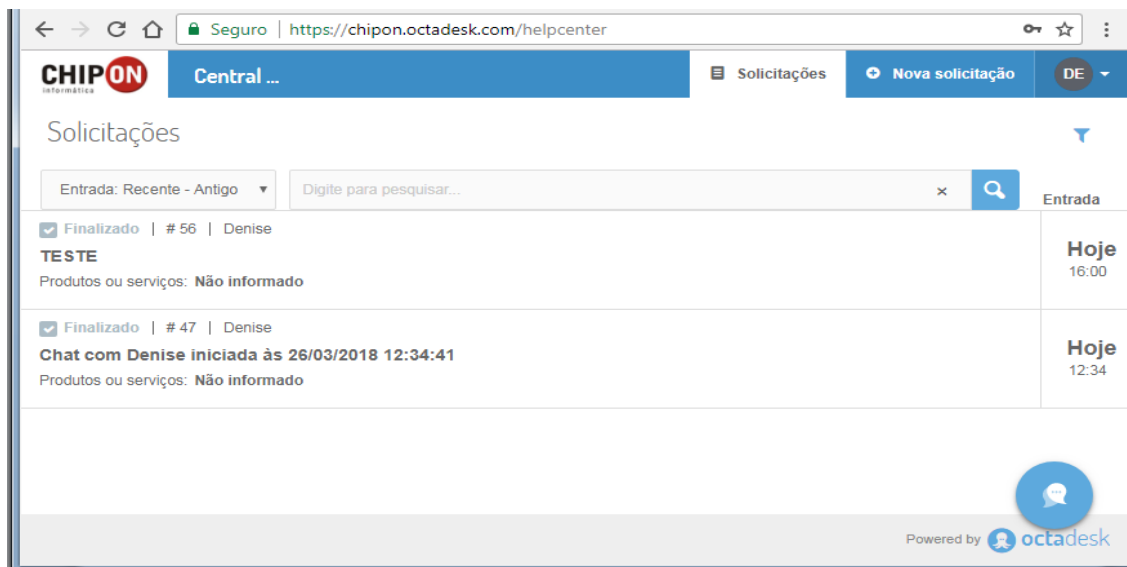 Seguro | https://chipon.octadesk.com/helpcenter
CHIPON
informática
Central ...
Solicitações
Nova solicitação
DE
Solicitações
Entrada: Recente - Antigo
Digite para pesquisar...
Entrada
Finalizado | # 56 | Denise
TESTE
Produtos ou serviços: Não informado
Hoje
16:00
Finalizado | # 47 | Denise
Chat com Denise iniciada às 26/03/2018 12:34:41
Produtos ou serviços: Não informado
Hoje
12:34
Powered by octadesk